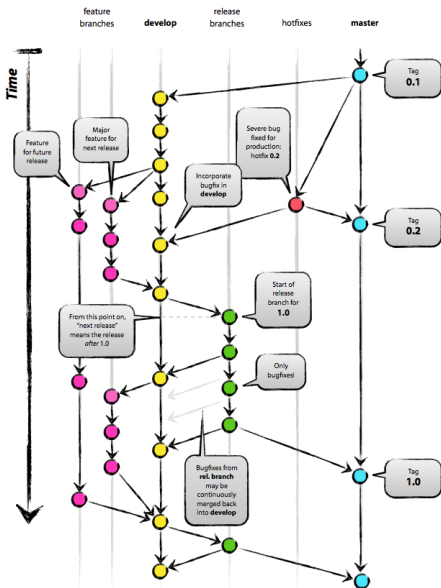 feature
branches
develop
release
branches
hotfixes
master
Time
Tag
0.1
Feature
for future
release
Major
feature for
next release
Severe bug
fixed for
production:
hotfix 0.2
Incorporate
bugfix in
develop
Tag
0.2
Start of
release
branch for
1.0
From this point on,
"next release"
means the release
after 1.0
Only
bugfixes!
Bugfixes from
rel. branch
may be
continuously
merged back
into develop
Tag
1.0